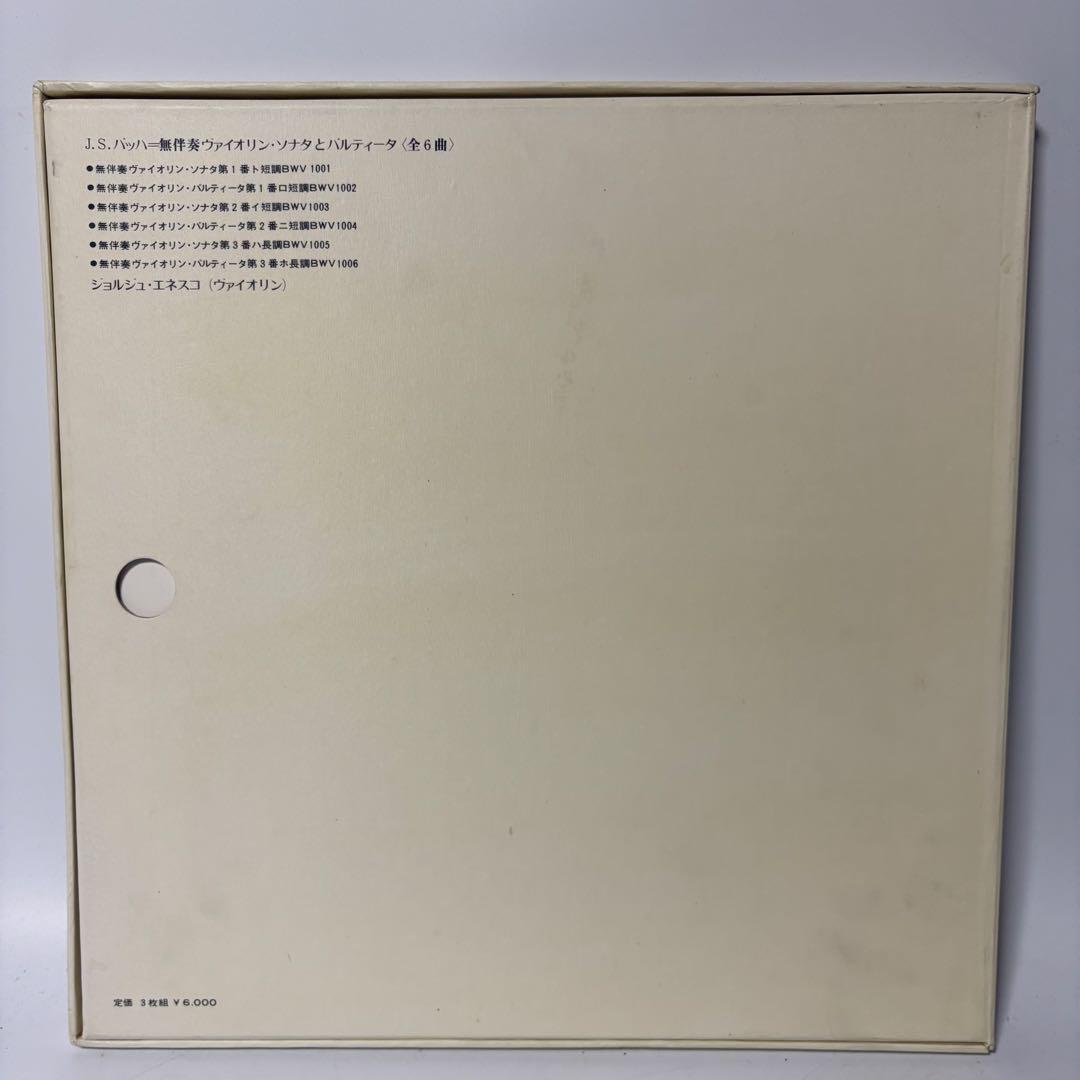 J.S.バッハ=無伴奏ヴァイオリン・ソナタとパルティータ〈全6曲〉
●無伴奏ヴァイオリン・ソナタ第1番ト短調BWV 1001
●無伴奏ヴァイオリン・パルティータ第1番ロ短調BWV1002
●無伴奏ヴァイオリン・ソナタ第2番イ短調BWV1003
●無伴奏ヴァイオリン・パルティータ第2番ニ短調BWV1004
●無伴奏ヴァイオリン・ソナタ第3番ハ長調BWV1005
●無伴奏ヴァイオリン・パルティータ第3番ホ長調BWV1006
ジョルジュ・エネスコ(ヴァイオリン)
定価 3枚組 ¥6.000